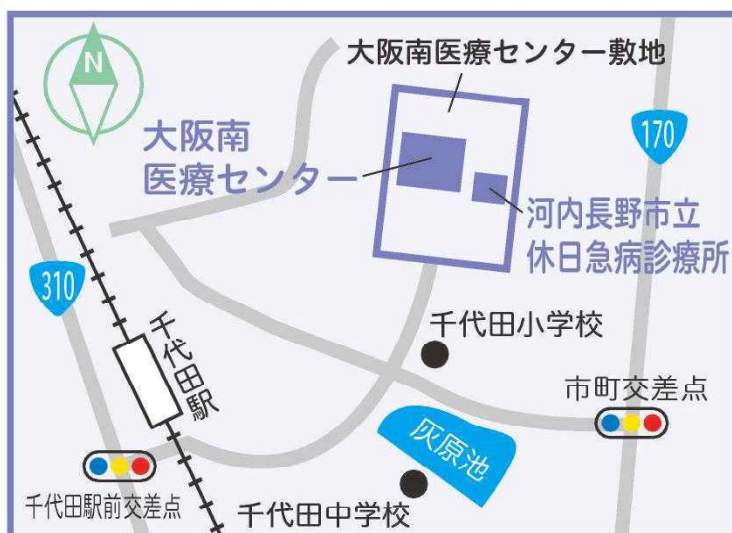 N
大阪南医療センター敷地
大阪南
医療センター
170
河内長野市立
休日急病診療所
310
千代田小学校
千代田駅
市町交差点
灰原池
千代田駅前交差点
千代田中学校